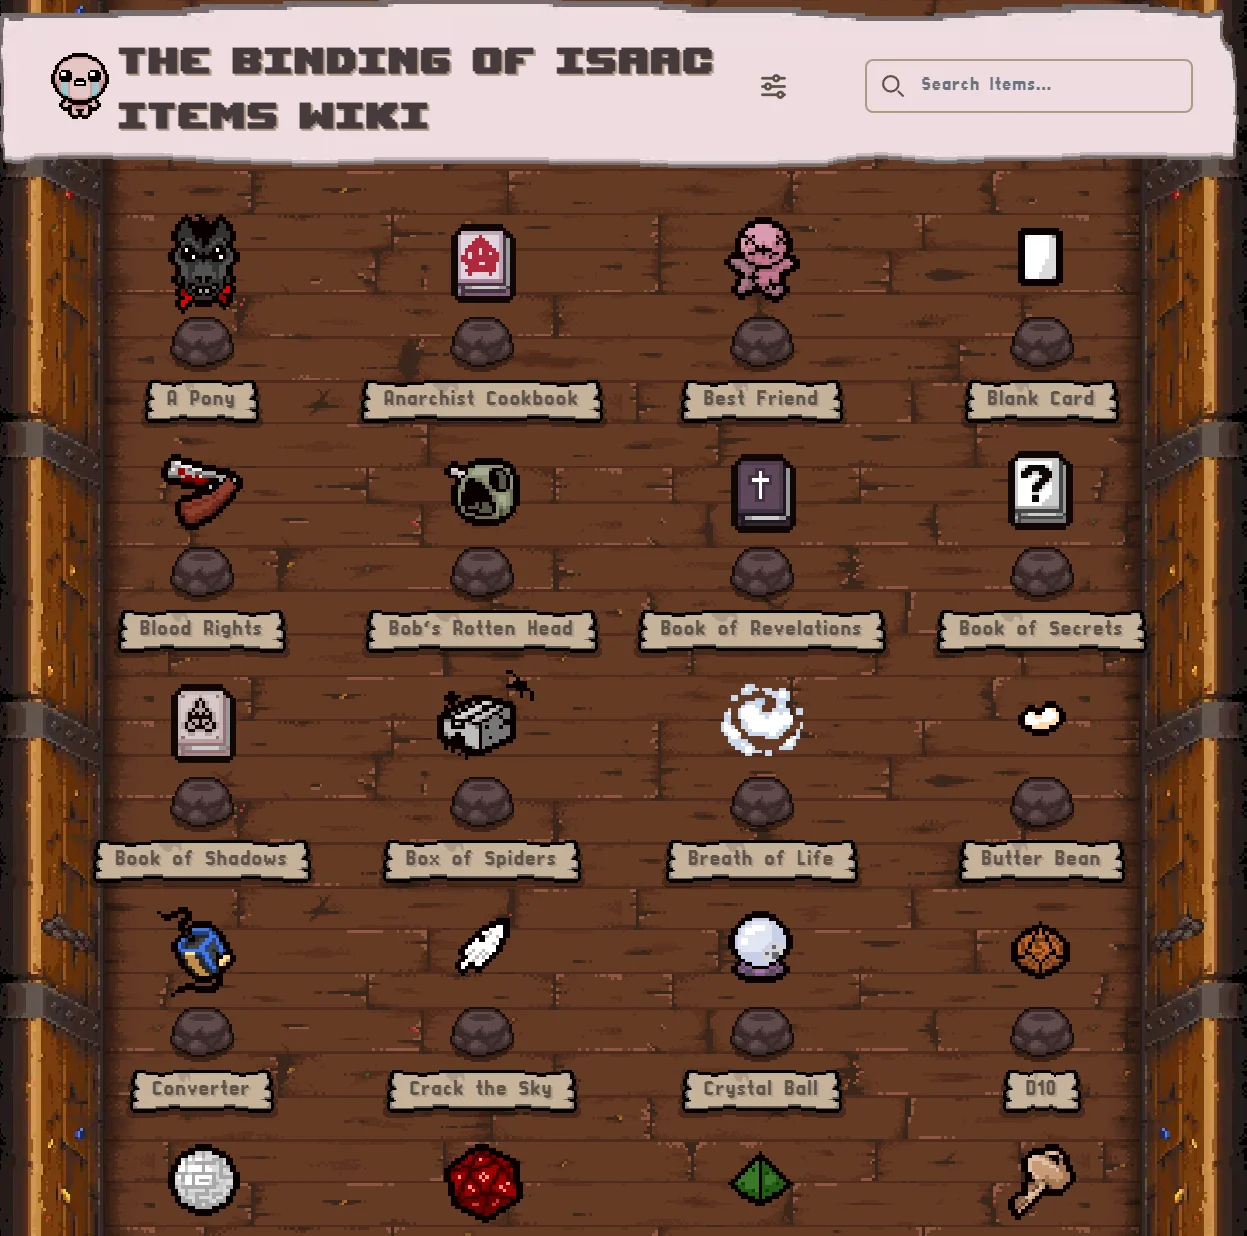 THE BINDING OF ISAAC
ITEMS WIKI
Search Items...
A Pony
Anarchist Cookbook
Best Friend
Blank Card
?
Blood Rights
Bob's Rotten Head
Book of Revelations
Book of Secrets
Book of Shadows
Box of Spiders
Breath of Life
Butter Bean
Converter
Crack the Sky
Crystal Ball
D10